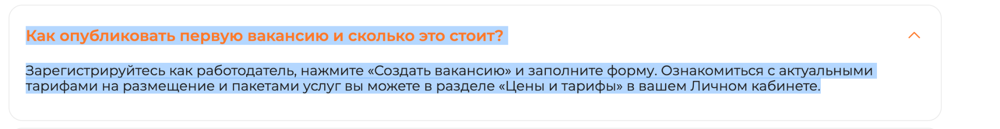 Как опубликовать первую вакансию и сколько это стоит?
Зарегистрируйтесь как работодатель, нажмите «Создать вакансию» и заполните форму. Ознакомиться с актуальными
тарифами на размещение и пакетами услуг вы можете в разделе «Цены и тарифы» в вашем Личном кабинете.